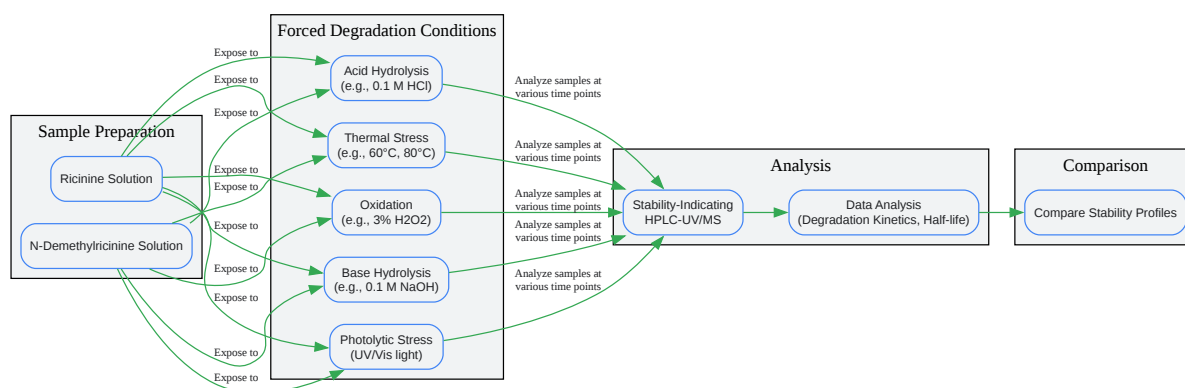 Sample Preparation
Ricinine Solution
N-Demethylricinine Solution
Expose to
Expose to
Expose to
Expose to
Expose to
Expose to
Expose to
Expose to
Expose to
Expose to
Forced Degradation Conditions
Acid Hydrolysis
(e.g., 0.1 M HCl)
Thermal Stress
(e.g., 60°C, 80°C)
Oxidation
(e.g., 3% H2O2)
Base Hydrolysis
(e.g., 0.1 M NaOH)
Photolytic Stress
(UV/Vis light)
Analyze samples at
various time points
Analyze samples at
various time points
Analyze samples at
various time points
Analyze samples at
various time points
Analyze samples at
various time points
Analysis
Stability-Indicating
HPLC-UV/MS
Data Analysis
(Degradation Kinetics, Half-life)
Comparison
Compare Stability Profiles